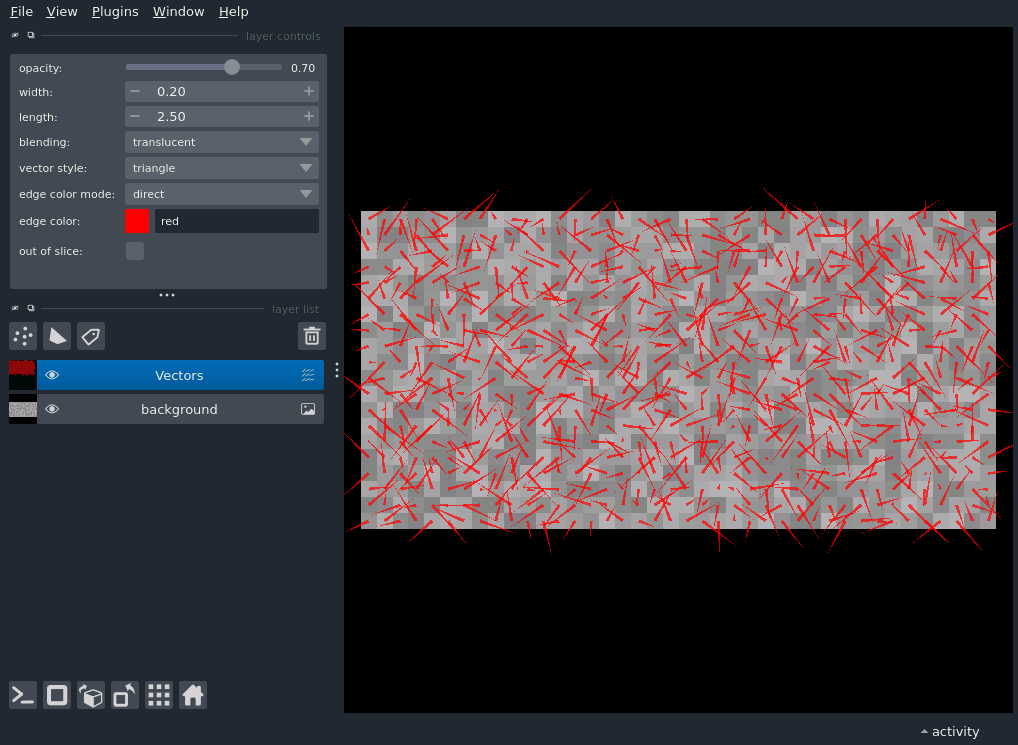 File View Plugins Window Help
layer controls
opacity: 0.70
width: 0.20
length: 2.50
blending: translucent
vector style: triangle
edge color mode: direct
edge color: red
out of slice:
layer list
Vectors
background
activity